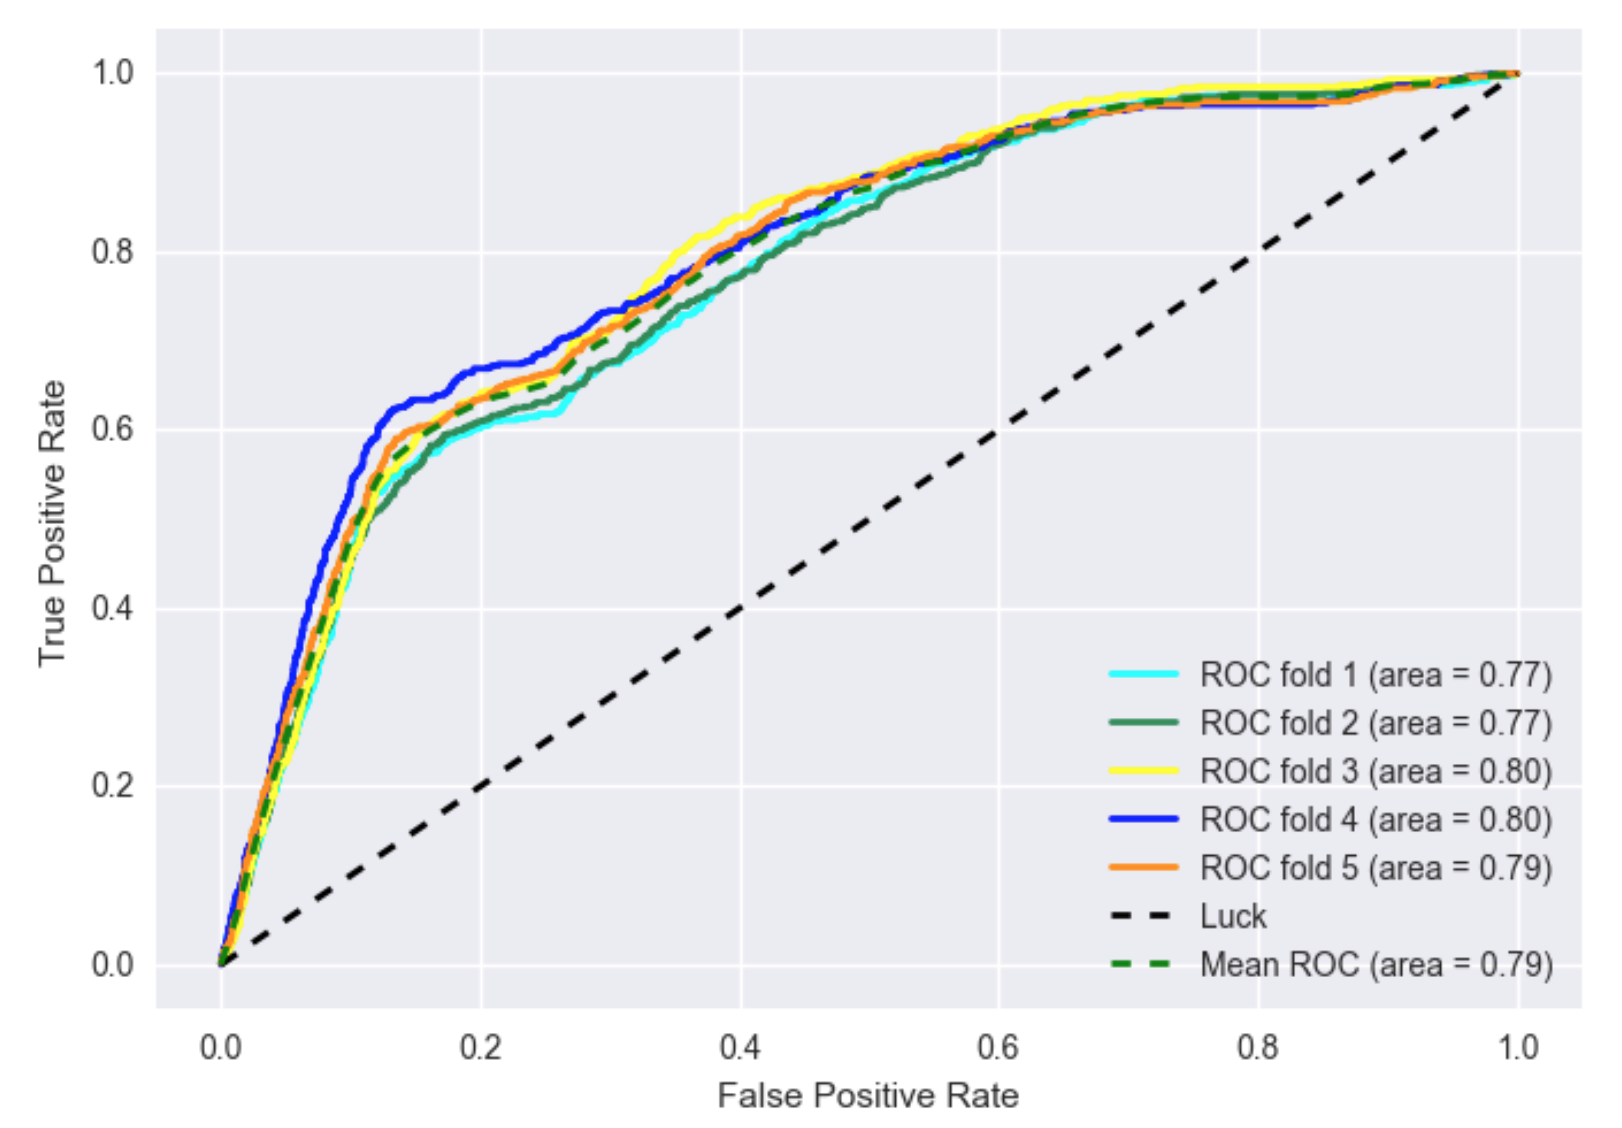 1.0
0.8
0.6
0.4
0.2
0.0
True Positive Rate
ROC fold 1 (area = 0.77)
ROC fold 2 (area = 0.77)
ROC fold 3 (area = 0.80)
ROC fold 4 (area = 0.80)
ROC fold 5 (area = 0.79)
Luck
Mean ROC (area = 0.79)
0.0 0.2 0.4 0.6 0.8 1.0
False Positive Rate